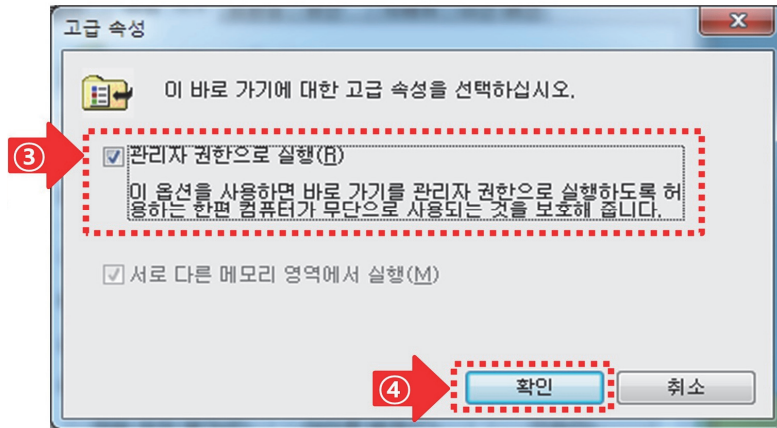 고급 속성
이 바로 가기에 대한 고급 속성을 선택하십시오.
③
관리자 권한으로 실행(R)
이 옵션을 사용하면 바로 가기를 관리자 권한으로 실행하도록 허
용하는 한편 컴퓨터가 무단으로 사용되는 것을 보호해 줍니다.
서로 다른 메모리 영역에서 실행(M)
④
확인
취소